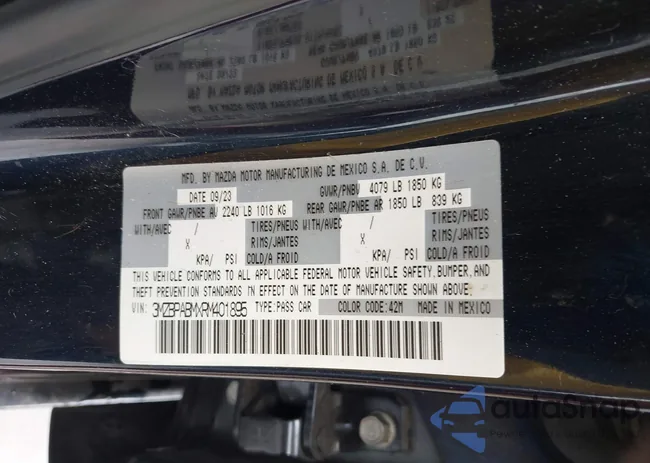 MFD. BY MAZDA MOTOR MANUFACTURING DE MEXICO S.A. DE C.V.
DATE 09/23 GVWR/PNBV 4079 LB 1850 KG
FRONT GAWR/PNBE AV 2240 LB 1016 KG REAR GAWR/PNBE AR 1850 LB 839 KG
WITH/AVEC / TIRES/PNEUS WITH/AVEC / TIRES/PNEUS
X RIMS/JANTES X RIMS/JANTES
KPA/ PSI COLD/A FROID KPA/ PSI COLD/A FROID
THIS VEHICLE CONFORMS TO ALL APPLICABLE FEDERAL MOTOR VEHICLE SAFETY, BUMPER, AND
THEFT PREVENTION STANDARDS IN EFFECT ON THE DATE OF MANUFACTURE SHOWN ABOVE.
VIN: 3MZBPABMXRM401895 TYPE:PASS CAR COLOR CODE:42M MADE IN MEXICO
autoSnap